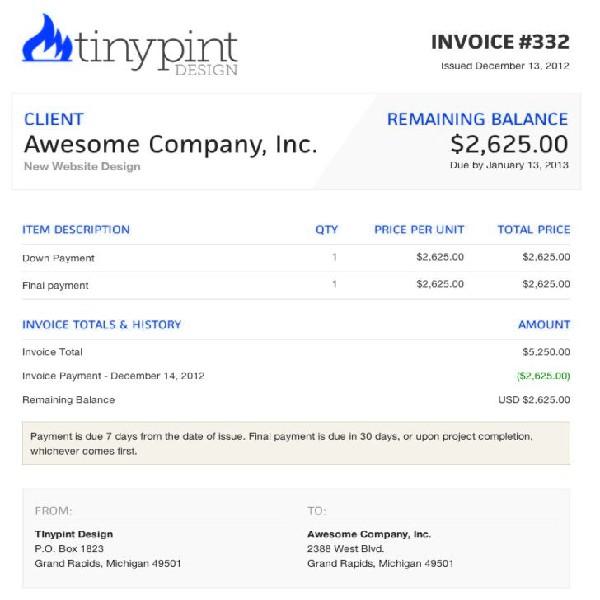 tinypint
DESIGN
INVOICE #332
Issued December 13, 2012
CLIENT
Awesome Company, Inc.
New Website Design
REMAINING BALANCE
$2,625.00
Due by January 13, 2013
ITEM DESCRIPTION QTY PRICE PER UNIT TOTAL PRICE
Down Payment 1 $2,625.00 $2,625.00
Final payment 1 $2,625.00 $2,625.00
INVOICE TOTALS & HISTORY AMOUNT
Invoice Total $5,250.00
Invoice Payment - December 14, 2012 ($2,625.00)
Remaining Balance USD $2,625.00
Payment is due 7 days from the date of issue. Final payment is due in 30 days, or upon project completion,
whichever comes first.
FROM: TO:
TInypint Design Awesome Company, Inc.
P.O. Box 1823 2388 West Blvd.
Grand Rapids, Michigan 49501 Grand Rapids, Michigan 49501